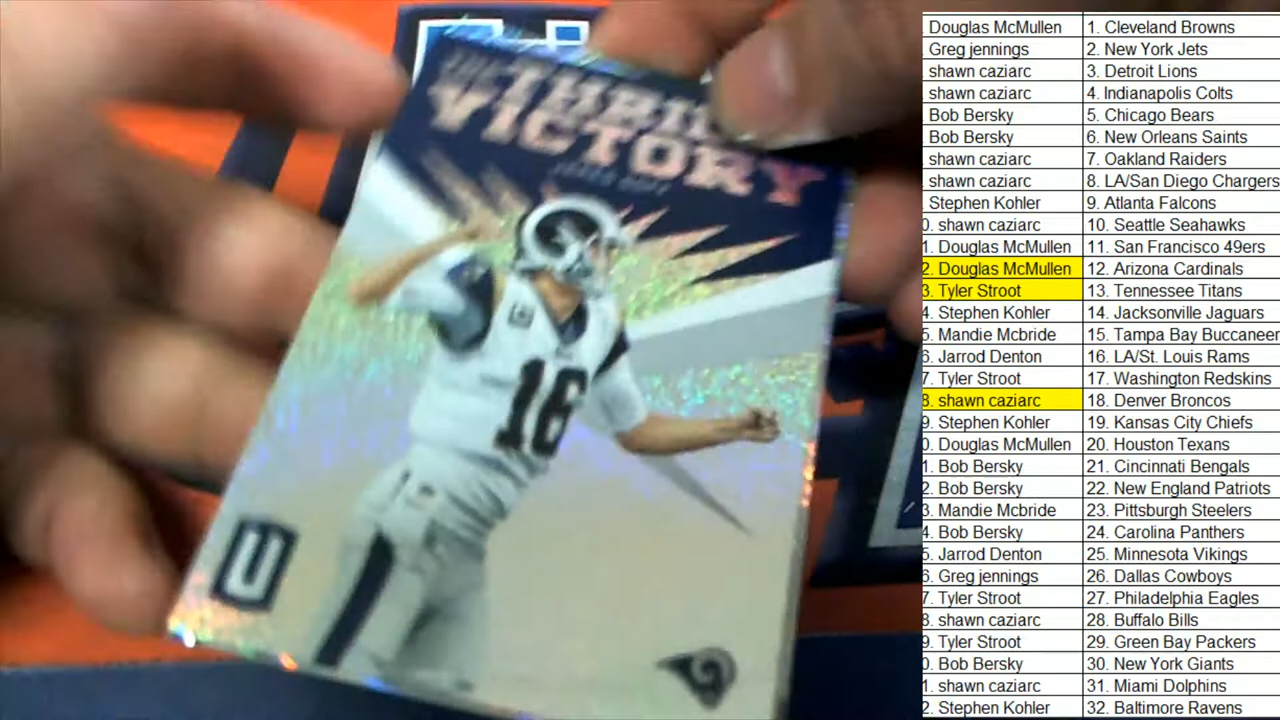 THE THRILL OF
VICTORY
16
U
Douglas McMullen 1. Cleveland Browns
Greg jennings 2. New York Jets
shawn caziarc 3. Detroit Lions
shawn caziarc 4. Indianapolis Colts
Bob Bersky 5. Chicago Bears
Bob Bersky 6. New Orleans Saints
shawn caziarc 7. Oakland Raiders
shawn caziarc 8. LA/San Diego Chargers
Stephen Kohler 9. Atlanta Falcons
0. shawn caziarc 10. Seattle Seahawks
1. Douglas McMullen 11. San Francisco 49ers
2. Douglas McMullen 12. Arizona Cardinals
3. Tyler Stroot 13. Tennessee Titans
4. Stephen Kohler 14. Jacksonville Jaguars
5. Mandie Mcbride 15. Tampa Bay Buccaneer
6. Jarrod Denton 16. LA/St. Louis Rams
7. Tyler Stroot 17. Washington Redskins
8. shawn caziarc 18. Denver Broncos
9. Stephen Kohler 19. Kansas City Chiefs
0. Douglas McMullen 20. Houston Texans
1. Bob Bersky 21. Cincinnati Bengals
2. Bob Bersky 22. New England Patriots
3. Mandie Mcbride 23. Pittsburgh Steelers
4. Bob Bersky 24. Carolina Panthers
5. Jarrod Denton 25. Minnesota Vikings
6. Greg jennings 26. Dallas Cowboys
7. Tyler Stroot 27. Philadelphia Eagles
8. shawn caziarc 28. Buffalo Bills
9. Tyler Stroot 29. Green Bay Packers
0. Bob Bersky 30. New York Giants
1. shawn caziarc 31. Miami Dolphins
2. Stephen Kohler 32. Baltimore Ravens